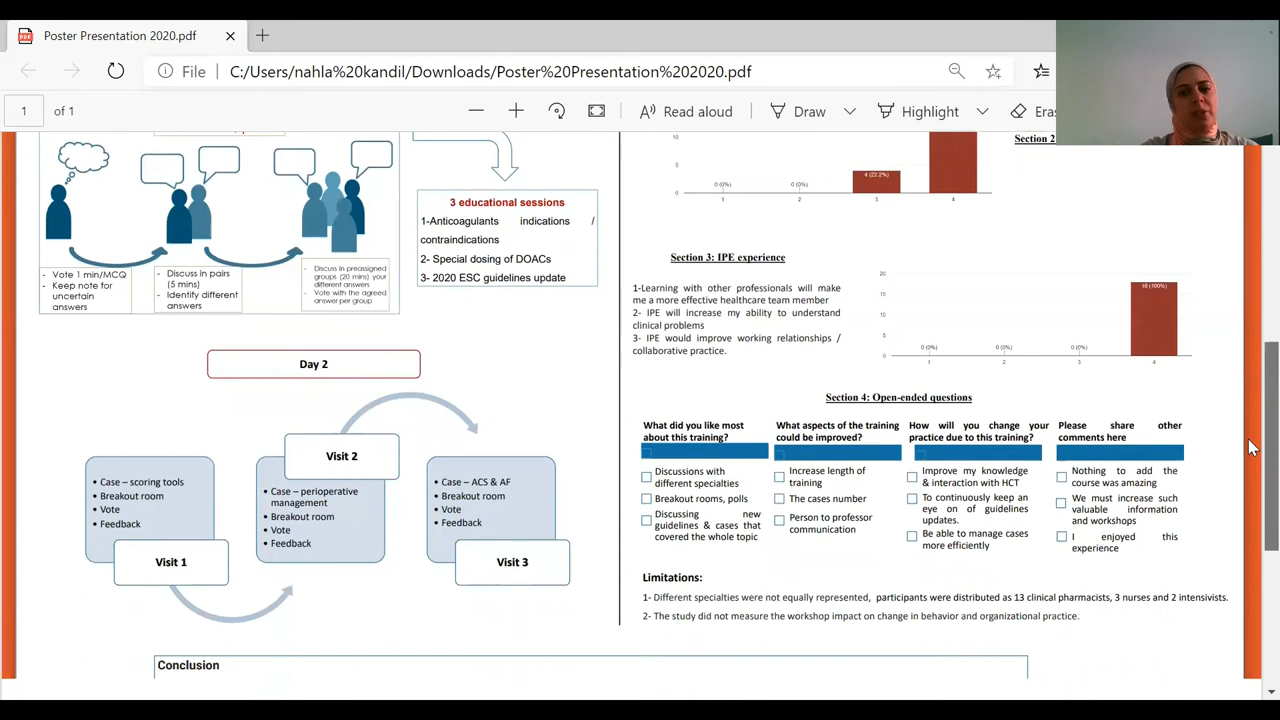 Poster Presentation 2020.pdf
File
C:/Users/nahla%20kandil/Downloads/Poster%20Presentation%202020.pdf
1
of 1
Read aloud
Draw
Highlight
Vote 1 min/MCQ
Keep note for
uncertain
answers
Discuss in pairs
(5 mins)
Identify different
answers
Discuss in preassigned
groups (20 mins) your
different answers
Vote with the agreed
answer per group
3 educational sessions
1-Anticoagulants indications /
contraindications
2- Special dosing of DOACs
3- 2020 ESC guidelines update
Day 2
Visit 2
Case – scoring tools
Breakout room
Vote
Feedback
Visit 1
Case – perioperative
management
Breakout room
Vote
Feedback
Case – ACS & AF
Breakout room
Vote
Feedback
Visit 3
10
5
0
0 (0%)
0 (0%)
4 (22.2%)
1
2
3
4
Section 2
Section 3: IPE experience
1-Learning with other professionals will make
me a more effective healthcare team member
2- IPE will increase my ability to understand
clinical problems
3- IPE would improve working relationships /
collaborative practice.
20
15
10
5
0
0 (0%)
0 (0%)
0 (0%)
18 (100%)
1
2
3
4
Section 4: Open-ended questions
What did you like most
about this training?
Discussions with
different specialties
Breakout rooms, polls
Discussing new
guidelines & cases that
covered the whole topic
What aspects of the training
could be improved?
Increase length of
training
The cases number
Person to professor
communication
How will you change your
practice due to this training?
Improve my knowledge
& interaction with HCT
To continuously keep an
eye on of guidelines
updates.
Be able to manage cases
more efficiently
Please share other
comments here
Nothing to add the
course was amazing
We must increase such
valuable information
and workshops
I enjoyed this
experience
Limitations:
1- Different specialties were not equally represented, participants were distributed as 13 clinical pharmacists, 3 nurses and 2 intensivists.
2- The study did not measure the workshop impact on change in behavior and organizational practice.
Conclusion